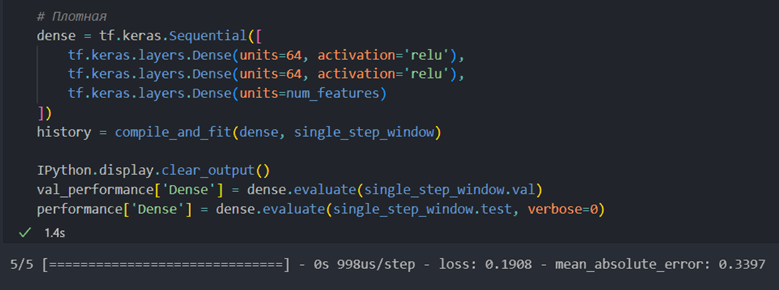 # Плотная
dense = tf.keras.Sequential([
    tf.keras.layers.Dense(units=64, activation='relu'),
    tf.keras.layers.Dense(units=64, activation='relu'),
    tf.keras.layers.Dense(units=num_features)
])
history = compile_and_fit(dense, single_step_window)

IPython.display.clear_output()
val_performance['Dense'] = dense.evaluate(single_step_window.val)
performance['Dense'] = dense.evaluate(single_step_window.test, verbose=0)
✓ 1.4s
5/5 [==============================] - 0s 998us/step - loss: 0.1908 - mean_absolute_error: 0.3397